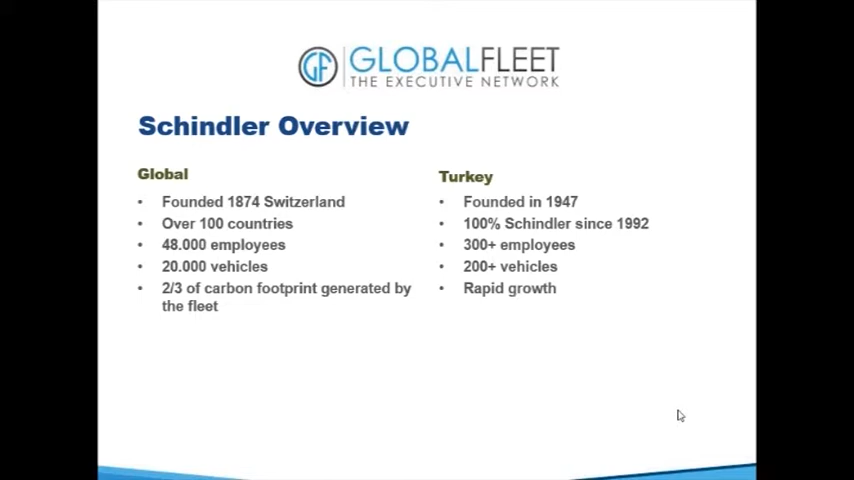 GF
GLOBALFLEET
THE EXECUTIVE NETWORK
Schindler Overview
Global
• Founded 1874 Switzerland
• Over 100 countries
• 48.000 employees
• 20.000 vehicles
• 2/3 of carbon footprint generated by
the fleet
Turkey
• Founded in 1947
• 100% Schindler since 1992
• 300+ employees
• 200+ vehicles
• Rapid growth